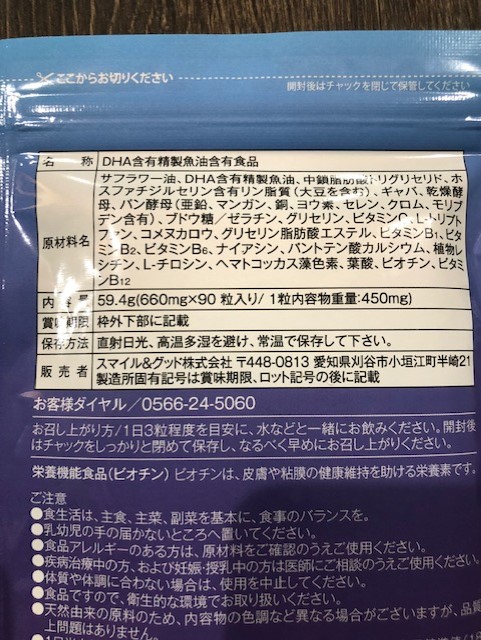 ここからお切りください
開封後はチャックを閉じて保管してください
名 称 DHA含有精製魚油含有食品
原材料名 サフラワー油、DHA含有精製魚油、中鎖脂肪酸トリグリセリド、ホ
スファチジルセリン含有リン脂質(大豆を含む)、ギャバ、乾燥酵
母、パン酵母(亜鉛、マンガン、銅、ヨウ素、セレン、クロム、モリブ
デン含有)、ブドウ糖/ゼラチン、グリセリン、ビタミンC、L-トリプト
ファン、コメヌカロウ、グリセリン脂肪酸エステル、ビタミンB1、ビタ
ミンB2、ビタミンB6、ナイアシン、パントテン酸カルシウム、植物レ
シチン、L-チロシン、ヘマトコッカス藻色素、葉酸、ビオチン、ビタミ
ンB12
内 容 量 59.4g(660mg×90 粒入り/ 1粒内容物重量:450mg)
賞味期限 枠外下部に記載
保存方法 直射日光、高温多湿を避け、常温で保存して下さい。
販 売 者 スマイル&グッド株式会社 〒448-0813 愛知県刈谷市小垣江町半崎21
製造所固有記号は賞味期限、ロット記号の後に記載
お客様ダイヤル/0566-24-5060
お召し上がり方/1日3粒程度を目安に、水などと一緒にお飲みください。開封後
はチャックをしっかりと閉めて保存し、なるべく早めにお召し上がりください。
栄養機能食品(ビオチン) ビオチンは、皮膚や粘膜の健康維持を助ける栄養素です。
ご注意
●食生活は、主食、主菜、副菜を基本に、食事のバランスを。
●乳幼児の手の届かないところへ置いてください。
●食品アレルギーのある方は、原材料をご確認のうえご使用ください。
●疾病治療中の方、および妊娠・授乳中の方は医師にご相談のうえご使用ください。
●体質や体調に合わない場合は、使用を中止してください。
●食品ですので、衛生的な環境でお取り扱いください。
●天然由来の原料のため、内容物の色調など異なる場合がございますが、品質
上問題はありません。